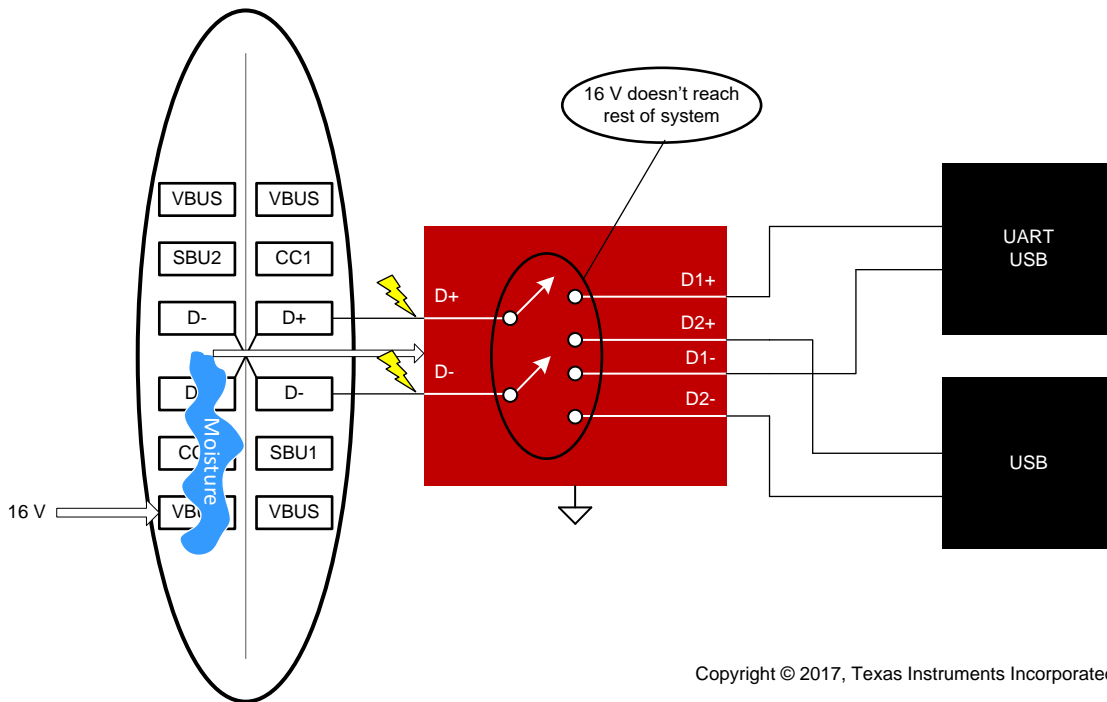 16 V doesn't reach
rest of system
VBUS VBUS
SBU2 CC1
D- D+
D- 
SBU1
VBUS
Moisture
16 V
D+
D-
D1+
D2+
D1-
D2-
UART
USB
USB
Copyright © 2017, Texas Instruments Incorporated